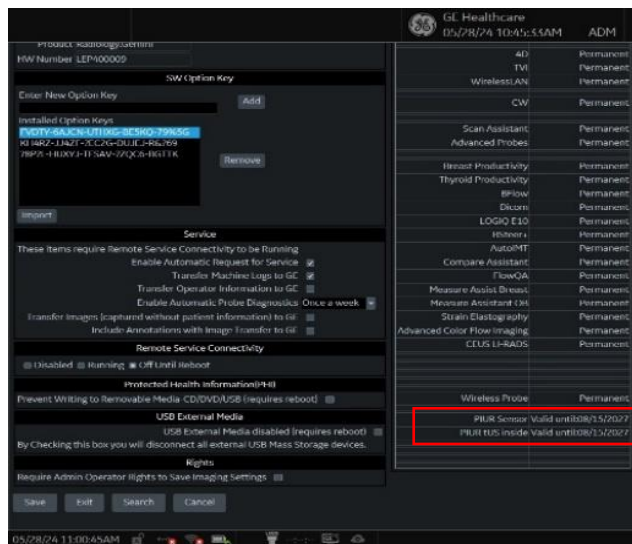 GE Healthcare
05/28/24 10:45:33AM ADM
Product Radiology:Gemini
HW Number LEP400009
SW Option Key
Enter New Option Key
Add
Installed Option Keys
Remove
Import
Service
These items require Remote Service Connectivity to be Running
Enable Automatic Request for Service
Transfer Machine Logs to GE
Transfer Operator Information to GE
Enable Automatic Probe Diagnostics Once a week
Transfer Images (captured without patient information) to GE
Include Annotations with Image Transfer to GE
Remote Service Connectivity
Disabled Running Off Until Reboot
Protected Health Information(PHI)
Prevent Writing to Removable Media-CD/DVD/USB (requires reboot)
USB External Media
USB External Media disabled (requires reboot)
By Checking this box you will disconnect all external USB Mass Storage devices.
Rights
Require Admin Operator Rights to Save Imaging Settings
Save Exit Search Cancel
4D Permanent
TVI Permanent
WirelessLAN Permanent
CW Permanent
Scan Assistant Permanent
Advanced Probes Permanent
Breast Productivity Permanent
Thyroid Productivity Permanent
BFlow Permanent
Dicom Permanent
LOGIQ E10 Permanent
Permanent
AutoIMT Permanent
Compare Assistant Permanent
FlowQA Permanent
Measure Assist Breast Permanent
Measure Assistant OB Permanent
Strain Elastography Permanent
Advanced Color Flow Imaging Permanent
CEUS LI-RADS Permanent
Wireless Probe Permanent
PIUR Sensor Valid until:08/15/2027
PIUR tUS inside Valid until:08/15/2027
05/28/24 11:00:45AM